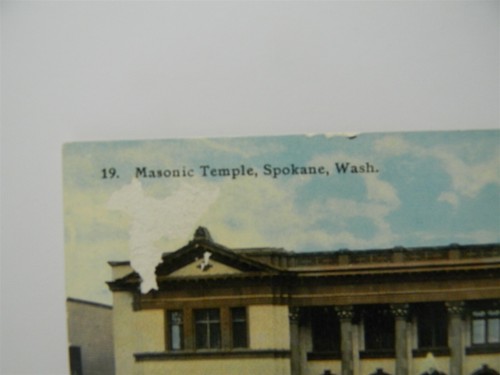 19. Masonic Temple, Spokane, Wash.